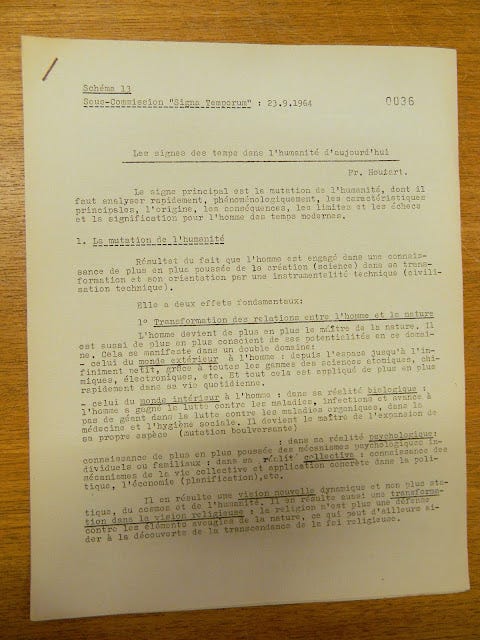 Schéma 13
Sous-Commission "Signa Temporum" : 23.9.1964
0036
Les signes des temps dans l'humanité d'aujourd'hui
Fr. Houtart.
Le signe principal est la mutation de l'humanité, dont il
faut analyser rapidement, phénoménologiquement, les caractéristiques
principales, l'origine, les conséquences, les limites et les échecs
et la signification pour l'homme des temps modernes.
1. La mutation de l'humanité
Résultat du fait que l'homme est engagé dans une connais-
sance de plus en plus poussée de la création (science) dans sa trans-
formation et son orientation par une instrumentalité technique (civili-
sation technique).
Elle a deux effets fondamentaux:
1° Transformation des relations entre l'homme et la nature
L'homme devient de plus en plus le maître de la nature. Il
est aussi de plus en plus conscient de ses potentialités en ce domai-
ne. Cela se manifeste dans un double domaine:
- celui du monde extérieur à l'homme : depuis l'espace jusqu'à l'in-
finiment petit, grâce à toutes les gammes des sciences atomiques, chi-
miques, électroniques, etc. Et tout cela est appliqué de plus en plus
rapidement dans sa vie quotidienne.
- celui du monde intérieur à l'homme : dans sa réalité biologique :
l'homme a gagné la lutte contre les maladies, infections et avance à
pas de géant dans la lutte contre les maladies organiques, dans la
médecine et l'hygiène sociale. Il devient le maître de l'expansion de
sa propre espèce (mutation boulversante)
: dans sa réalité psychologique:
connaissance de plus en plus poussée des mécanismes psychologiques in-
dividuels ou familiaux : dans sa réalité collective : connaissance des
mécanismes de la vie collective et application concrète dans la poli-
tique, l'économie (planification),etc.
Il en résulte une vision nouvelle dynamique et non plus sta-
tique, du cosmos et de l'humanité. Il en résulte aussi une transforma-
tion dans la vision religieuse : la religion n'est plus une défense
contre les éléments aveugles de la nature, ce qui peut d'ailleurs ai-
der à la découverte de la transcendance de la foi religieuse.